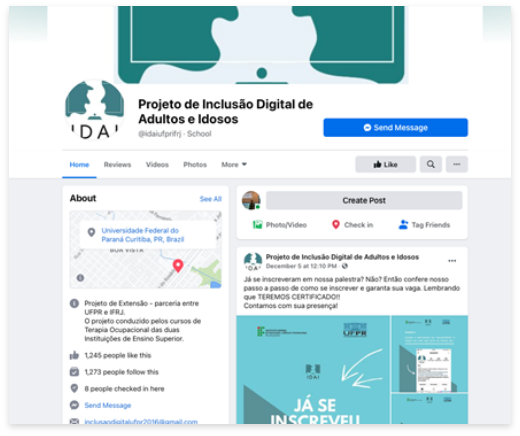 Projeto de Inclusão Digital de
Adultos e Idosos
@idaiufprifrj · School
Send Message
IDAI
Home
Reviews
Videos
Photos
More
Like
About
See All
Universidade Federal do
Paraná Curitiba, PR, Brazil
BOA VISTA
Projeto de Extensão - parceria entre
UFPR e IFRJ.
O projeto conduzido pelos cursos de
Terapia Ocupacional das duas
Instituições de Ensino Superior.
1,245 people like this
1,273 people follow this
8 people checked in here
Send Message
inclusaodigitalufpr2016@gmail.com
Create Post
Photo/Video
Check in
Tag Friends
Projeto de Inclusão Digital de Adultos e Idosos
December 5 at 12:10 PM ·
Já se inscreveram em nossa palestra? Não? Então confere nosso
passo a passo de como se inscrever e garanta sua vaga. Lembrando
que TEREMOS CERTIFICADO!!
Contamos com sua presença!
UFPR
IDAI
JÁ SE
INSCREVEU
UFPR